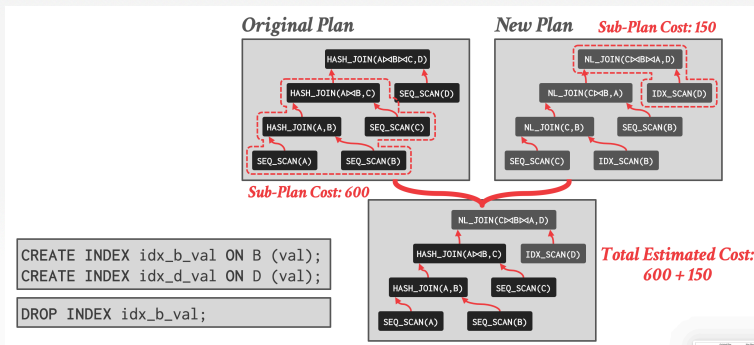 Original Plan
HASH_JOIN(A⋈B⋈C,D)
HASH_JOIN(A⋈B,C)
SEQ_SCAN(D)
HASH_JOIN(A,B)
SEQ_SCAN(C)
SEQ_SCAN(A)
SEQ_SCAN(B)
Sub-Plan Cost: 600
New Plan
Sub-Plan Cost: 150
NL_JOIN(C⋈B⋈A,D)
NL_JOIN(C⋈B,A)
IDX_SCAN(D)
NL_JOIN(C,B)
SEQ_SCAN(B)
SEQ_SCAN(C)
IDX_SCAN(B)
NL_JOIN(C⋈B⋈A,D)
HASH_JOIN(A⋈B,C)
IDX_SCAN(D)
HASH_JOIN(A,B)
SEQ_SCAN(C)
SEQ_SCAN(A)
SEQ_SCAN(B)
Total Estimated Cost:
600 + 150
CREATE INDEX idx_b_val ON B (val);
CREATE INDEX idx_d_val ON D (val);
DROP INDEX idx_b_val;